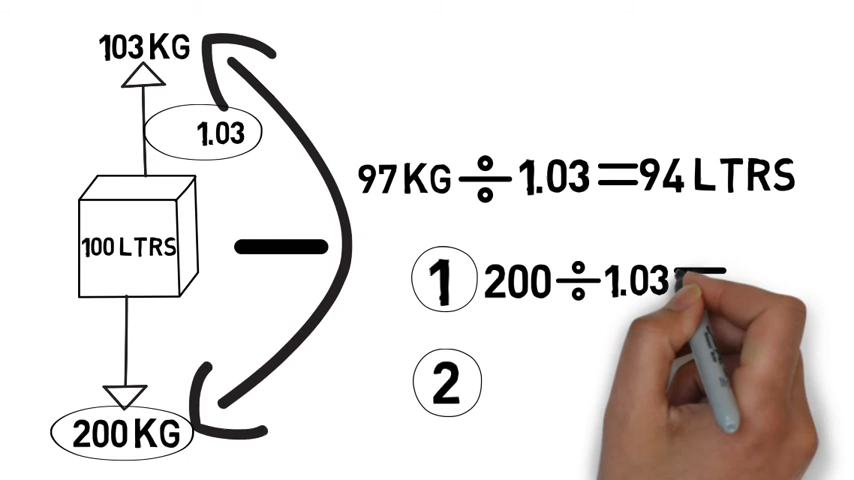 103 KG
1.03
100 LTRS
200 KG
97 KG ÷ 1.03 = 94 LTRS
1 200 ÷ 1.03
2